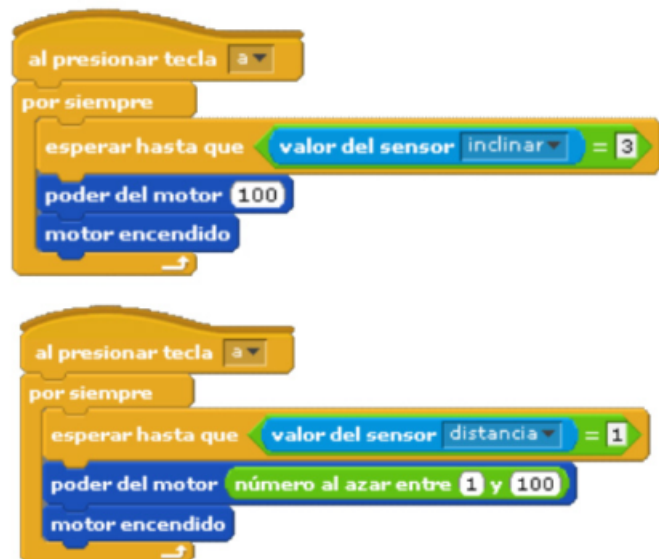 al presionar tecla a
por siempre
esperar hasta que valor del sensor inclinar = 3
poder del motor 100
motor encendido
al presionar tecla a
por siempre
esperar hasta que valor del sensor distancia = 1
poder del motor número al azar entre 1 y 100
motor encendido